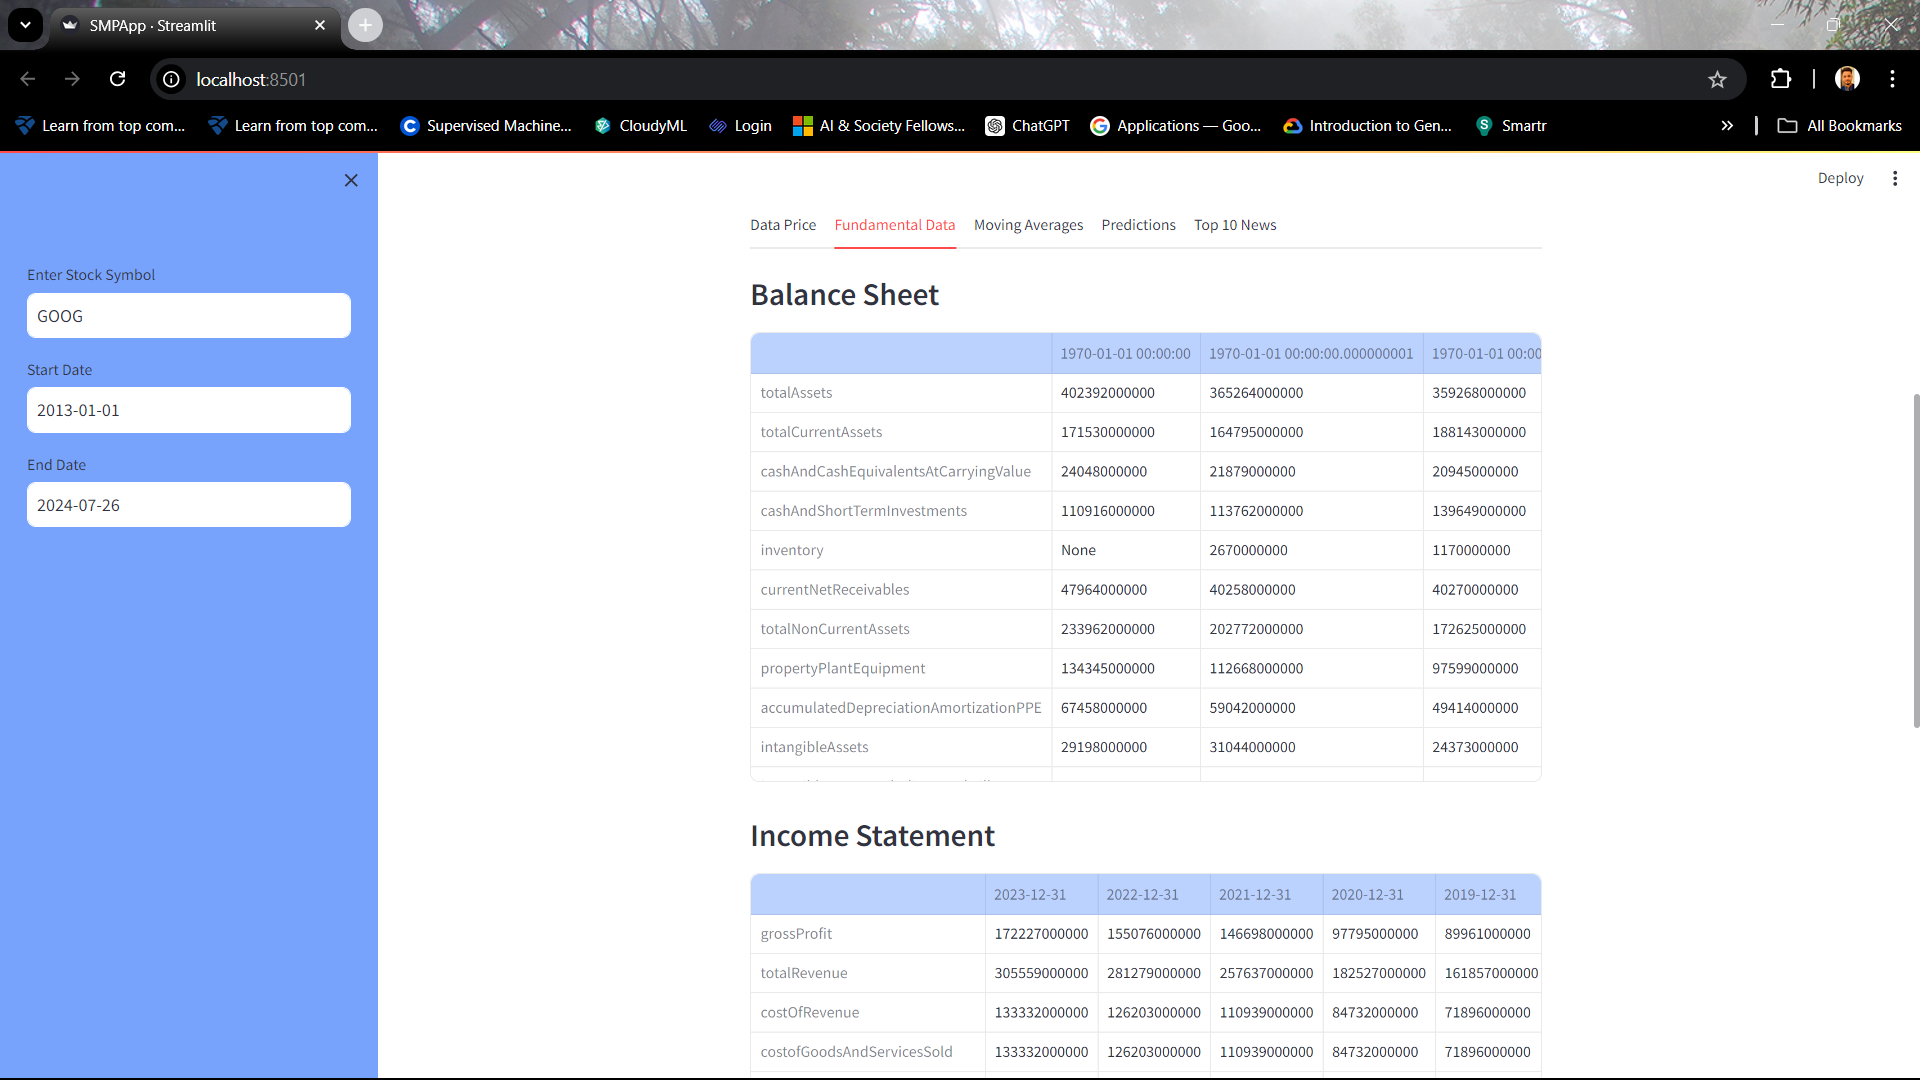 SMPApp · Streamlit
localhost:8501
Learn from top com... Learn from top com... Supervised Machine... CloudyML Login AI & Society Fellows... ChatGPT Applications — Goo... Introduction to Gen... Smartr All Bookmarks
Deploy
Enter Stock Symbol
GOOG
Start Date
2013-01-01
End Date
2024-07-26
Data Price Fundamental Data Moving Averages Predictions Top 10 News
Balance Sheet
1970-01-01 00:00:00 1970-01-01 00:00:00.000000001 1970-01-01 00:00
totalAssets 402392000000 365264000000 359268000000
totalCurrentAssets 171530000000 164795000000 188143000000
cashAndCashEquivalentsAtCarryingValue 24048000000 21879000000 20945000000
cashAndShortTermInvestments 110916000000 113762000000 139649000000
inventory None 2670000000 1170000000
currentNetReceivables 47964000000 40258000000 40270000000
totalNonCurrentAssets 233962000000 202772000000 172625000000
propertyPlantEquipment 134345000000 112668000000 97599000000
accumulatedDepreciationAmortizationPPE 67458000000 59042000000 49414000000
intangibleAssets 29198000000 31044000000 24373000000
Income Statement
2023-12-31 2022-12-31 2021-12-31 2020-12-31 2019-12-31
grossProfit 172227000000 155076000000 146698000000 97795000000 89961000000
totalRevenue 305559000000 281279000000 257637000000 182527000000 161857000000
costOfRevenue 133332000000 126203000000 110939000000 84732000000 71896000000
costofGoodsAndServicesSold 133332000000 126203000000 110939000000 84732000000 71896000000